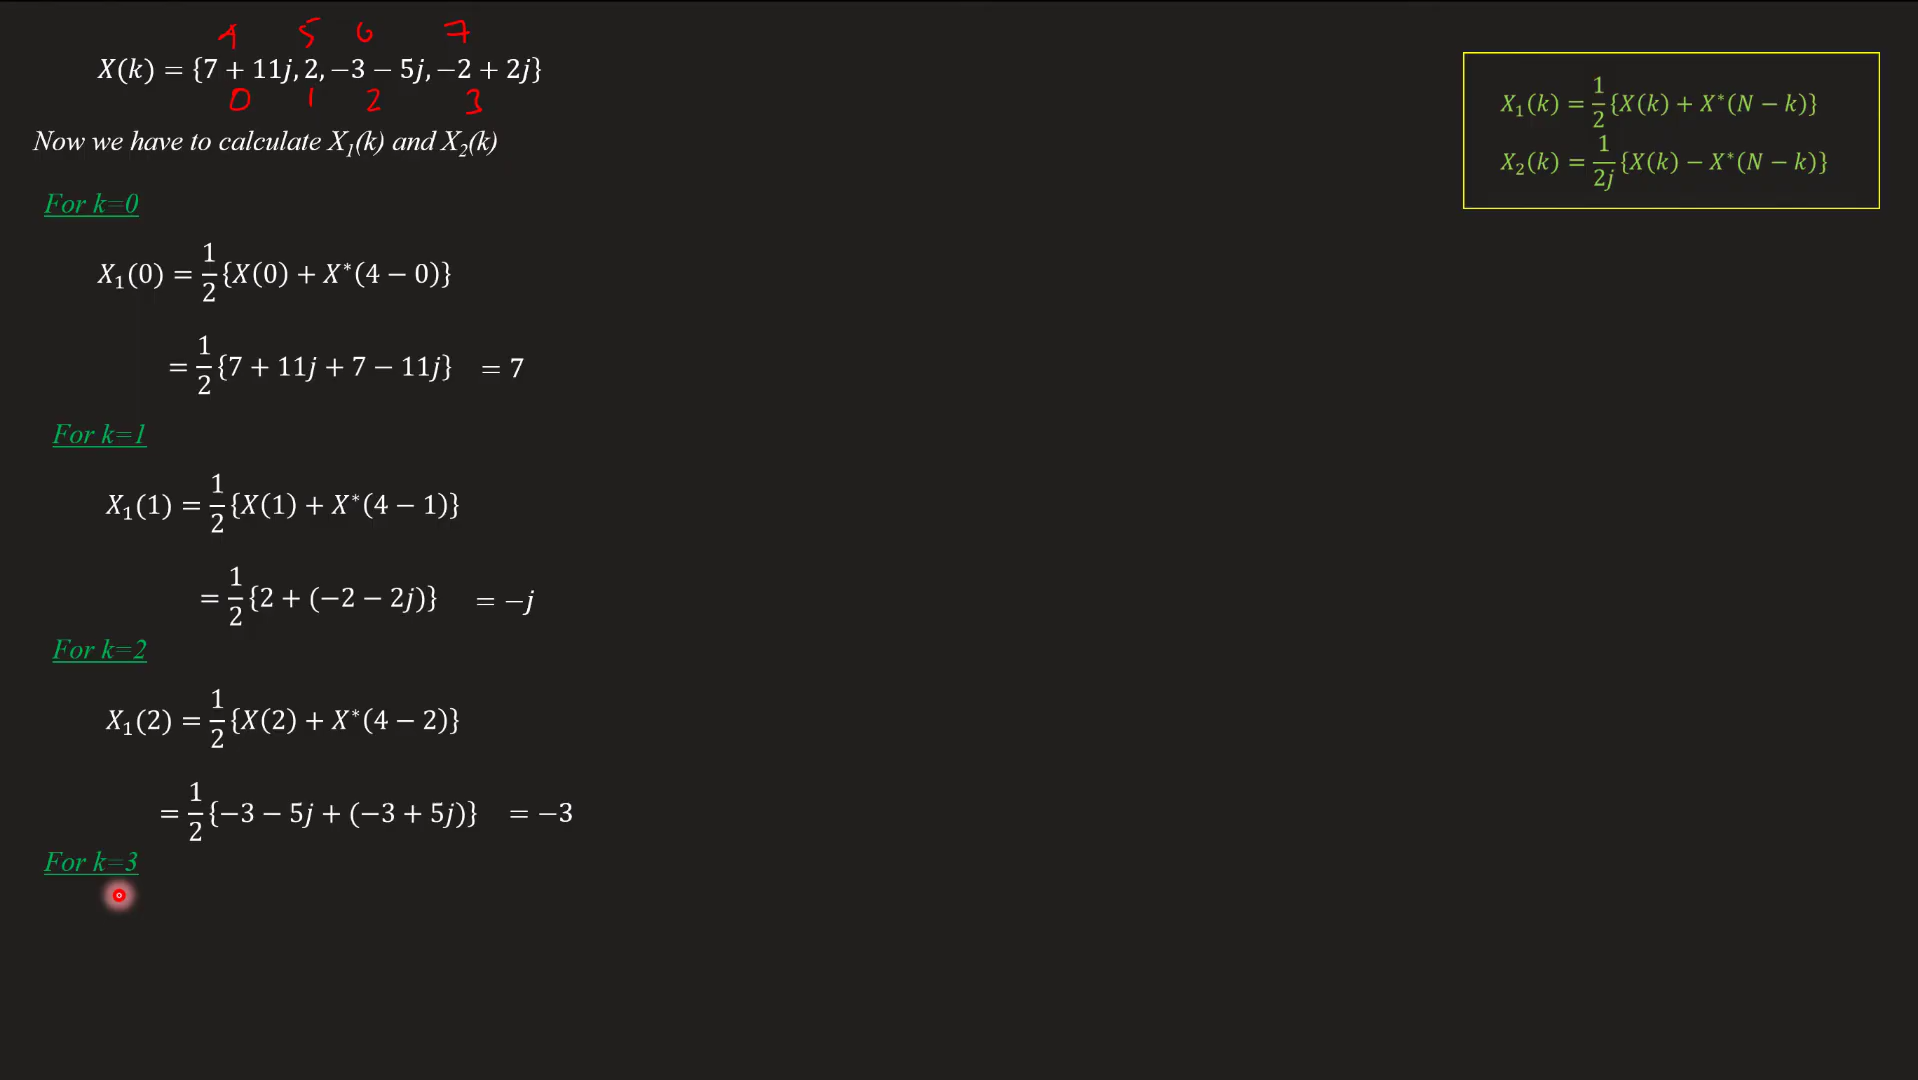 4 5 6 7
X(k) = {7 + 11j, 2, −3 − 5j, −2 + 2j}
0 1 2 3
Now we have to calculate X₁(k) and X₂(k)
X₁(k) = 1/2 {X(k) + X*(N − k)}
X₂(k) = 1/2j {X(k) − X*(N − k)}
For k=0
X₁(0) = 1/2 {X(0) + X*(4 − 0)}
= 1/2 {7 + 11j + 7 − 11j} = 7
For k=1
X₁(1) = 1/2 {X(1) + X*(4 − 1)}
= 1/2 {2 + (−2 − 2j)} = −j
For k=2
X₁(2) = 1/2 {X(2) + X*(4 − 2)}
= 1/2 {−3 − 5j + (−3 + 5j)} = −3
For k=3